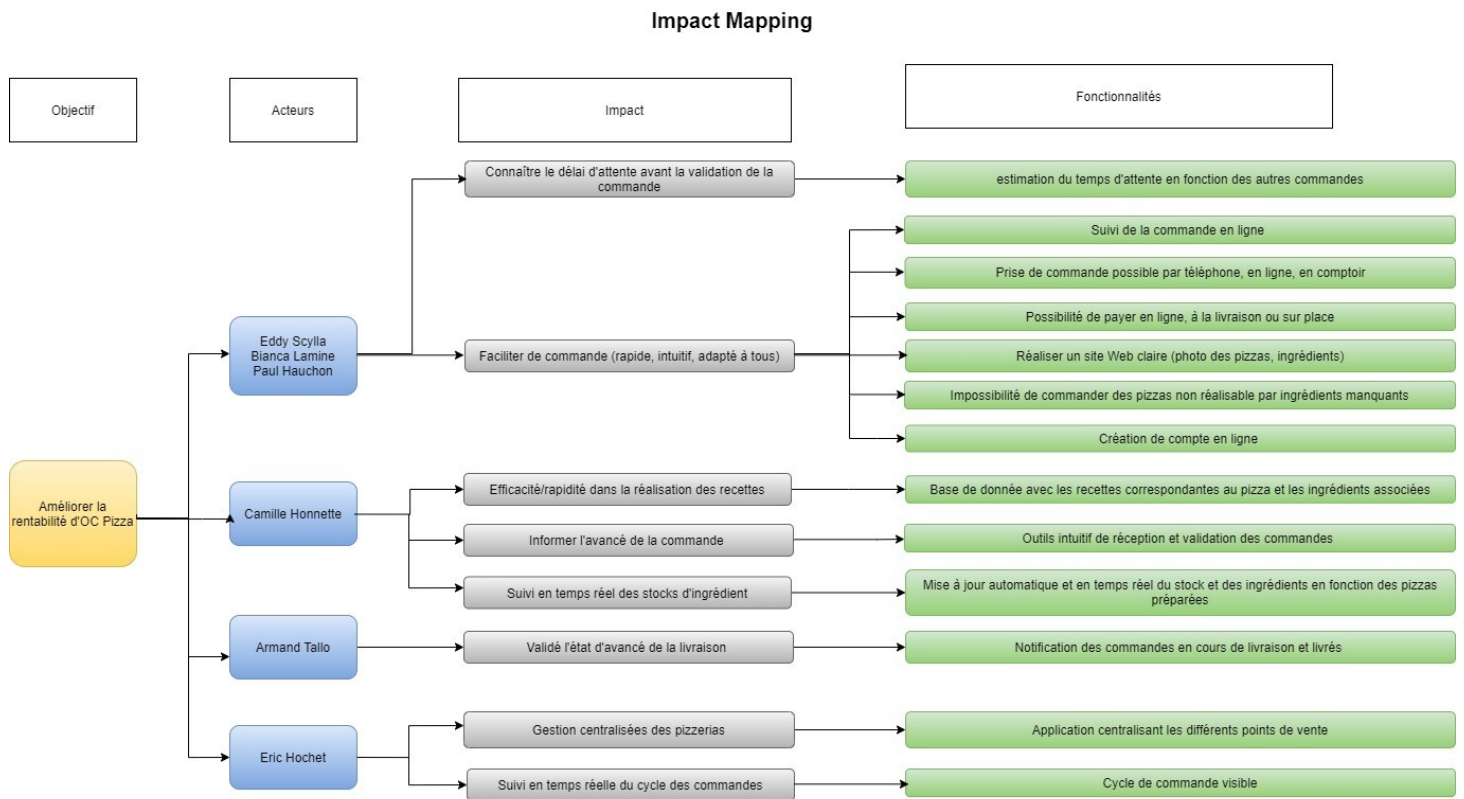 Impact Mapping
Objectif
Acteurs
Impact
Fonctionnalités
Connaître le délai d'attente avant la validation de la
commande
estimation du temps d'attente en fonction des autres commandes
Suivi de la commande en ligne
Prise de commande possible par téléphone, en ligne, en comptoir
Possibilité de payer en ligne, à la livraison ou sur place
Eddy Scylla
Bianca Lamine
Paul Hauchon
Faciliter de commande (rapide, intuitif, adapté à tous)
Réaliser un site Web claire (photo des pizzas, ingrédients)
Impossibilité de commander des pizzas non réalisable par ingrédients manquants
Création de compte en ligne
Améliorer la
rentabilité d'OC Pizza
Camille Honnette
Efficacité/rapidité dans la réalisation des recettes
Base de donnée avec les recettes correspondantes au pizza et les ingrédients associées
Informer l'avancé de la commande
Outils intuitif de réception et validation des commandes
Suivi en temps réel des stocks d'ingrédient
Mise à jour automatique et en temps réel du stock et des ingrédients en fonction des pizzas
préparées
Armand Tallo
Validé l'état d'avancé de la livraison
Notification des commandes en cours de livraison et livrés
Eric Hochet
Gestion centralisées des pizzerias
Application centralisant les différents points de vente
Suivi en temps réelle du cycle des commandes
Cycle de commande visible